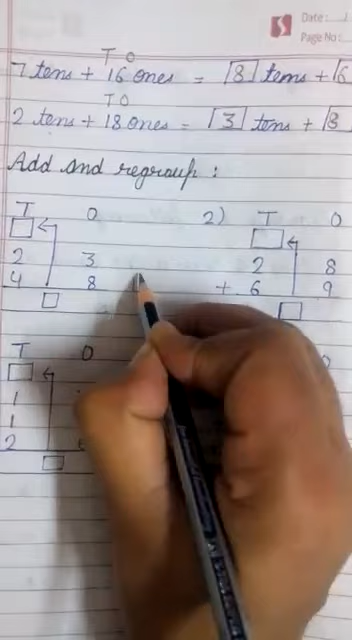 Date:
Page No.:
T O
7 tens + 16 ones = 8 tens + 6
T O
2 tens + 18 ones = 3 tens + 8
Add and regroup :
T O 2) T O
2 3 2 8
4 8 + 6 9
T O
1
1
2